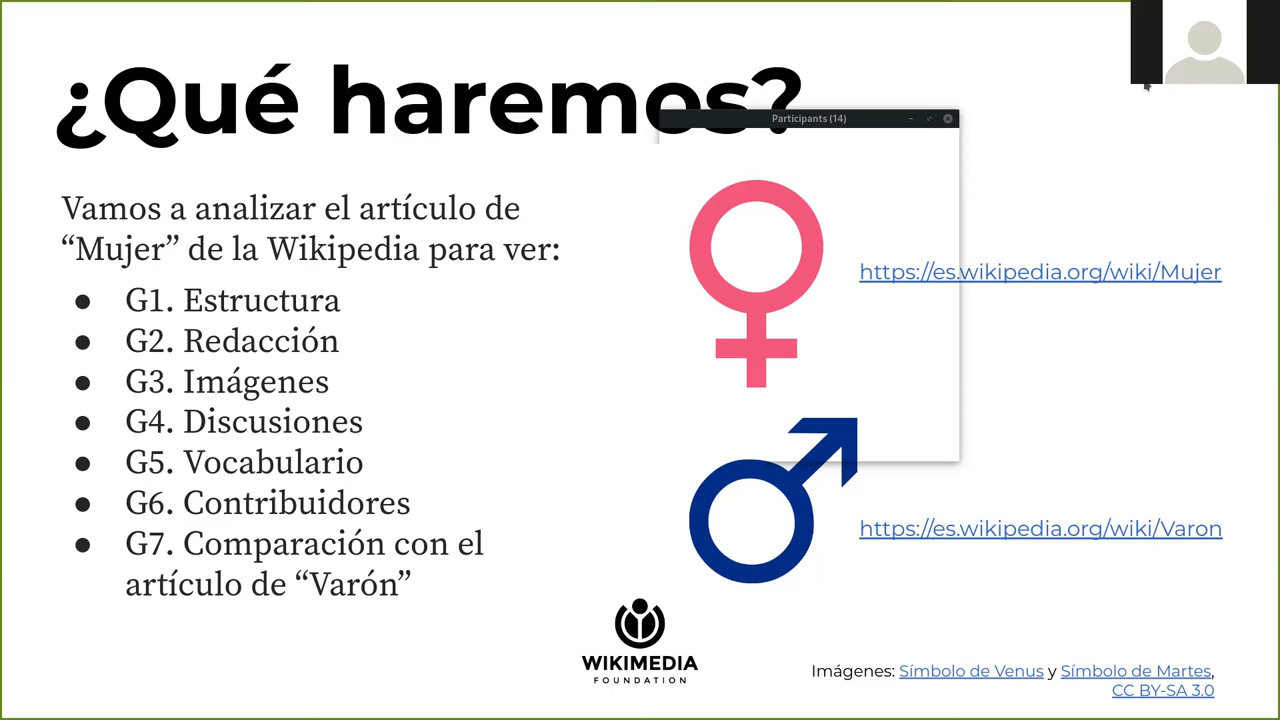 ¿Qué haremos?
Participants (14)
Vamos a analizar el artículo de
“Mujer” de la Wikipedia para ver:
● G1. Estructura
● G2. Redacción
● G3. Imágenes
● G4. Discusiones
● G5. Vocabulario
● G6. Contribuidores
● G7. Comparación con el
artículo de “Varón”
https://es.wikipedia.org/wiki/Mujer
https://es.wikipedia.org/wiki/Varon
WIKIMEDIA
FOUNDATION
Imágenes: Símbolo de Venus y Símbolo de Martes,
CC BY-SA 3.0